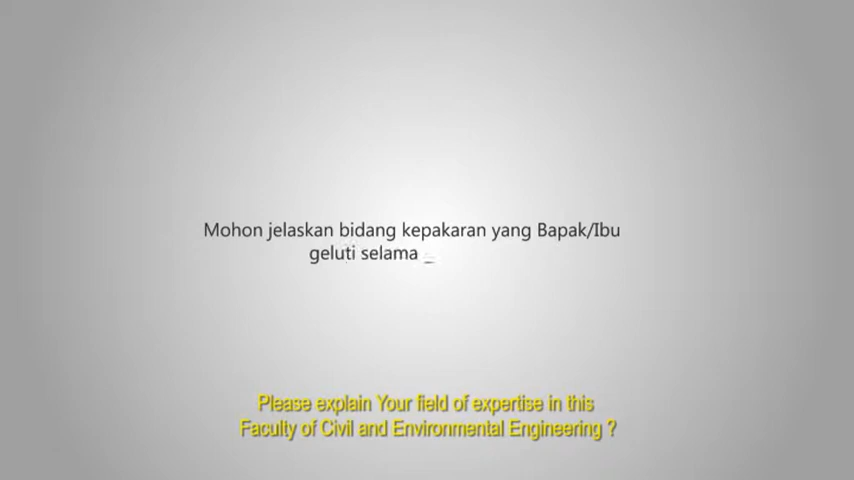 Mohon jelaskan bidang kepakaran yang Bapak/Ibu
geluti selama
Please explain Your field of expertise in this
Faculty of Civil and Environmental Engineering ?